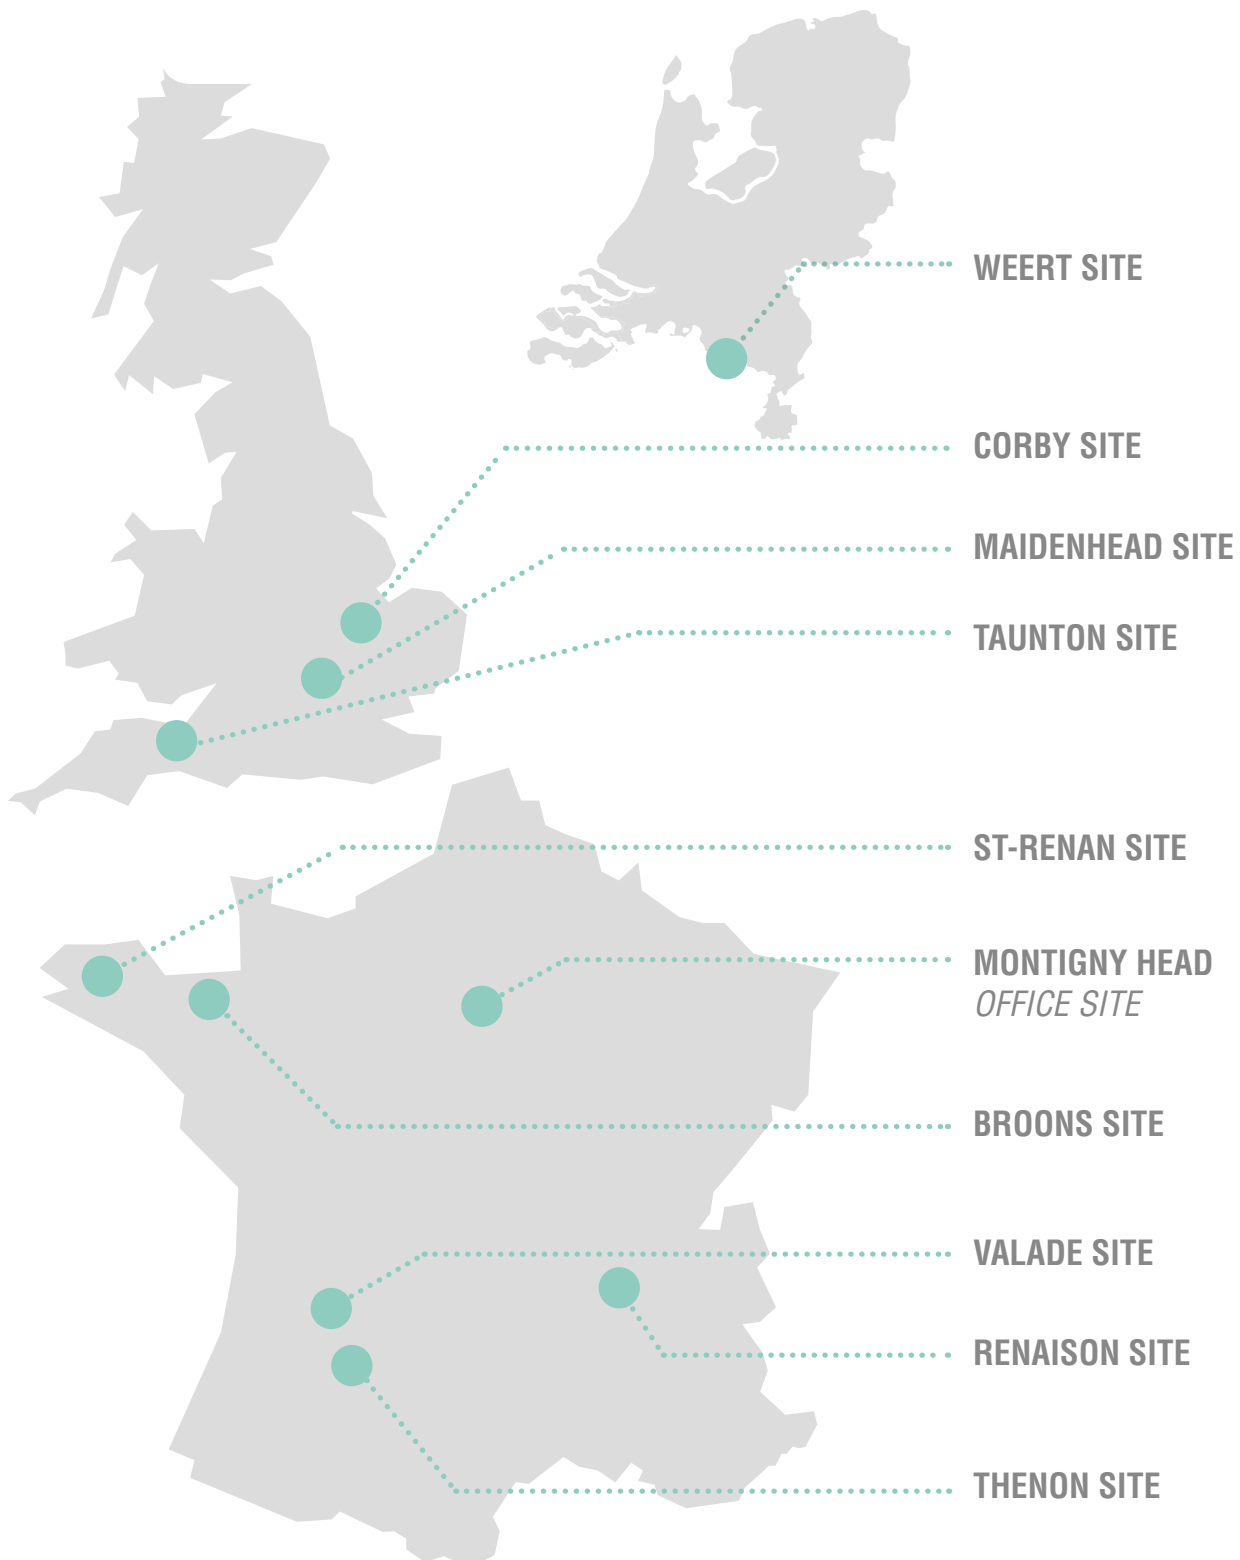 WEERT SITE
CORBY SITE
MAIDENHEAD SITE
TAUNTON SITE
ST-RENAN SITE
MONTIGNY HEAD
OFFICE SITE
BROONS SITE
VALADE SITE
RENAISON SITE
THENON SITE